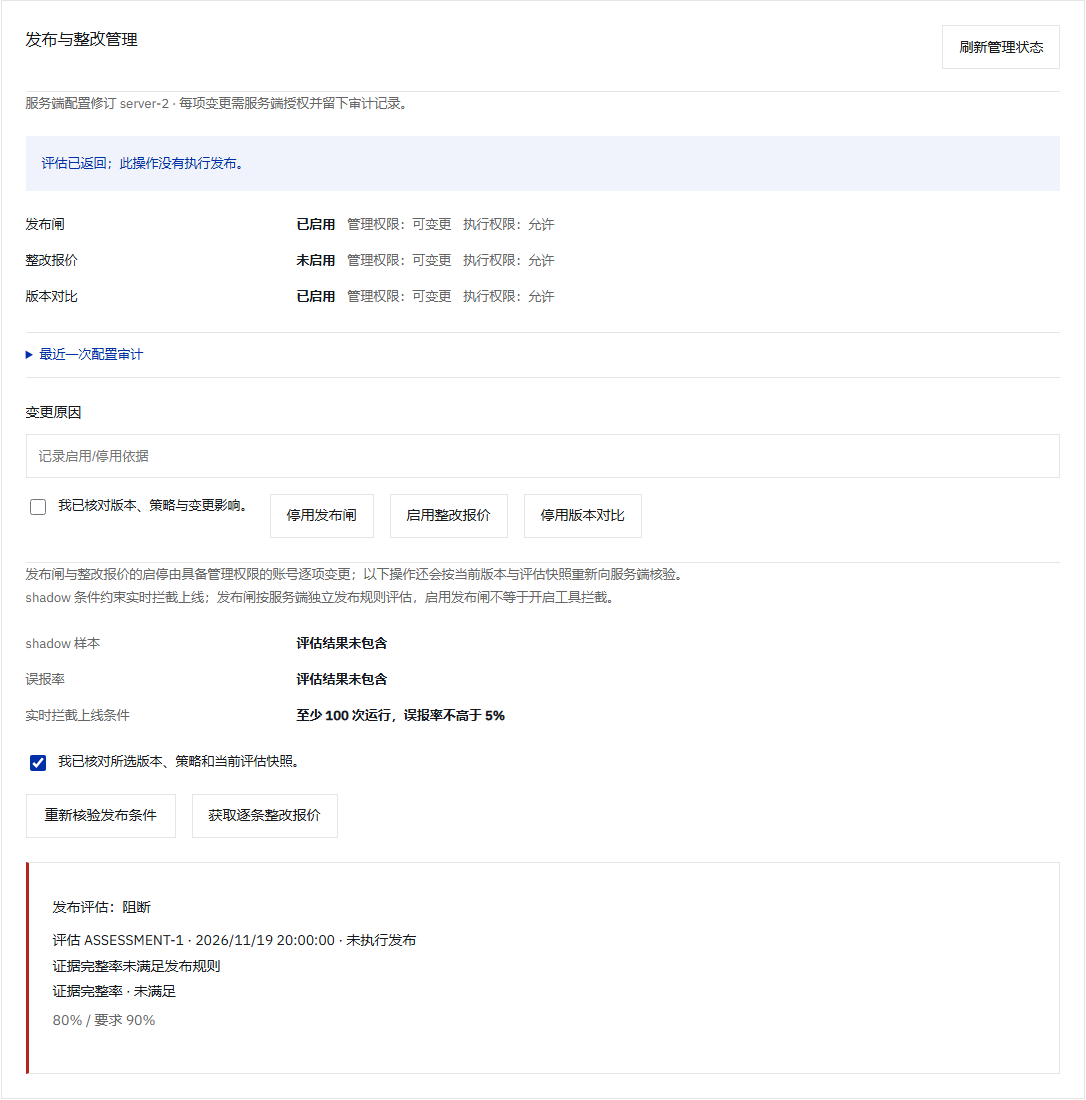 发布与整改管理
刷新管理状态
服务端配置修订 server-2 · 每项变更需服务端授权并留下审计记录。
评估已返回；此操作没有执行发布。
发布闸 已启用 管理权限：可变更 执行权限：允许
整改报价 未启用 管理权限：可变更 执行权限：允许
版本对比 已启用 管理权限：可变更 执行权限：允许
最近一次配置审计
变更原因
记录启用/停用依据
我已核对版本、策略与变更影响。 停用发布闸 启用整改报价 停用版本对比
发布闸与整改报价的启停由具备管理权限的账号逐项变更；以下操作还会按当前版本与评估快照重新向服务端核验。
shadow 条件约束实时拦截上线；发布闸按服务端独立发布规则评估，启用发布闸不等于开启工具拦截。
shadow 样本 评估结果未包含
误报率 评估结果未包含
实时拦截上线条件 至少 100 次运行，误报率不高于 5%
我已核对所选版本、策略和当前评估快照。
重新核验发布条件 获取逐条整改报价
发布评估：阻断
评估 ASSESSMENT-1 · 2026/11/19 20:00:00 · 未执行发布
证据完整率未满足发布规则
证据完整率 · 未满足
80% / 要求 90%